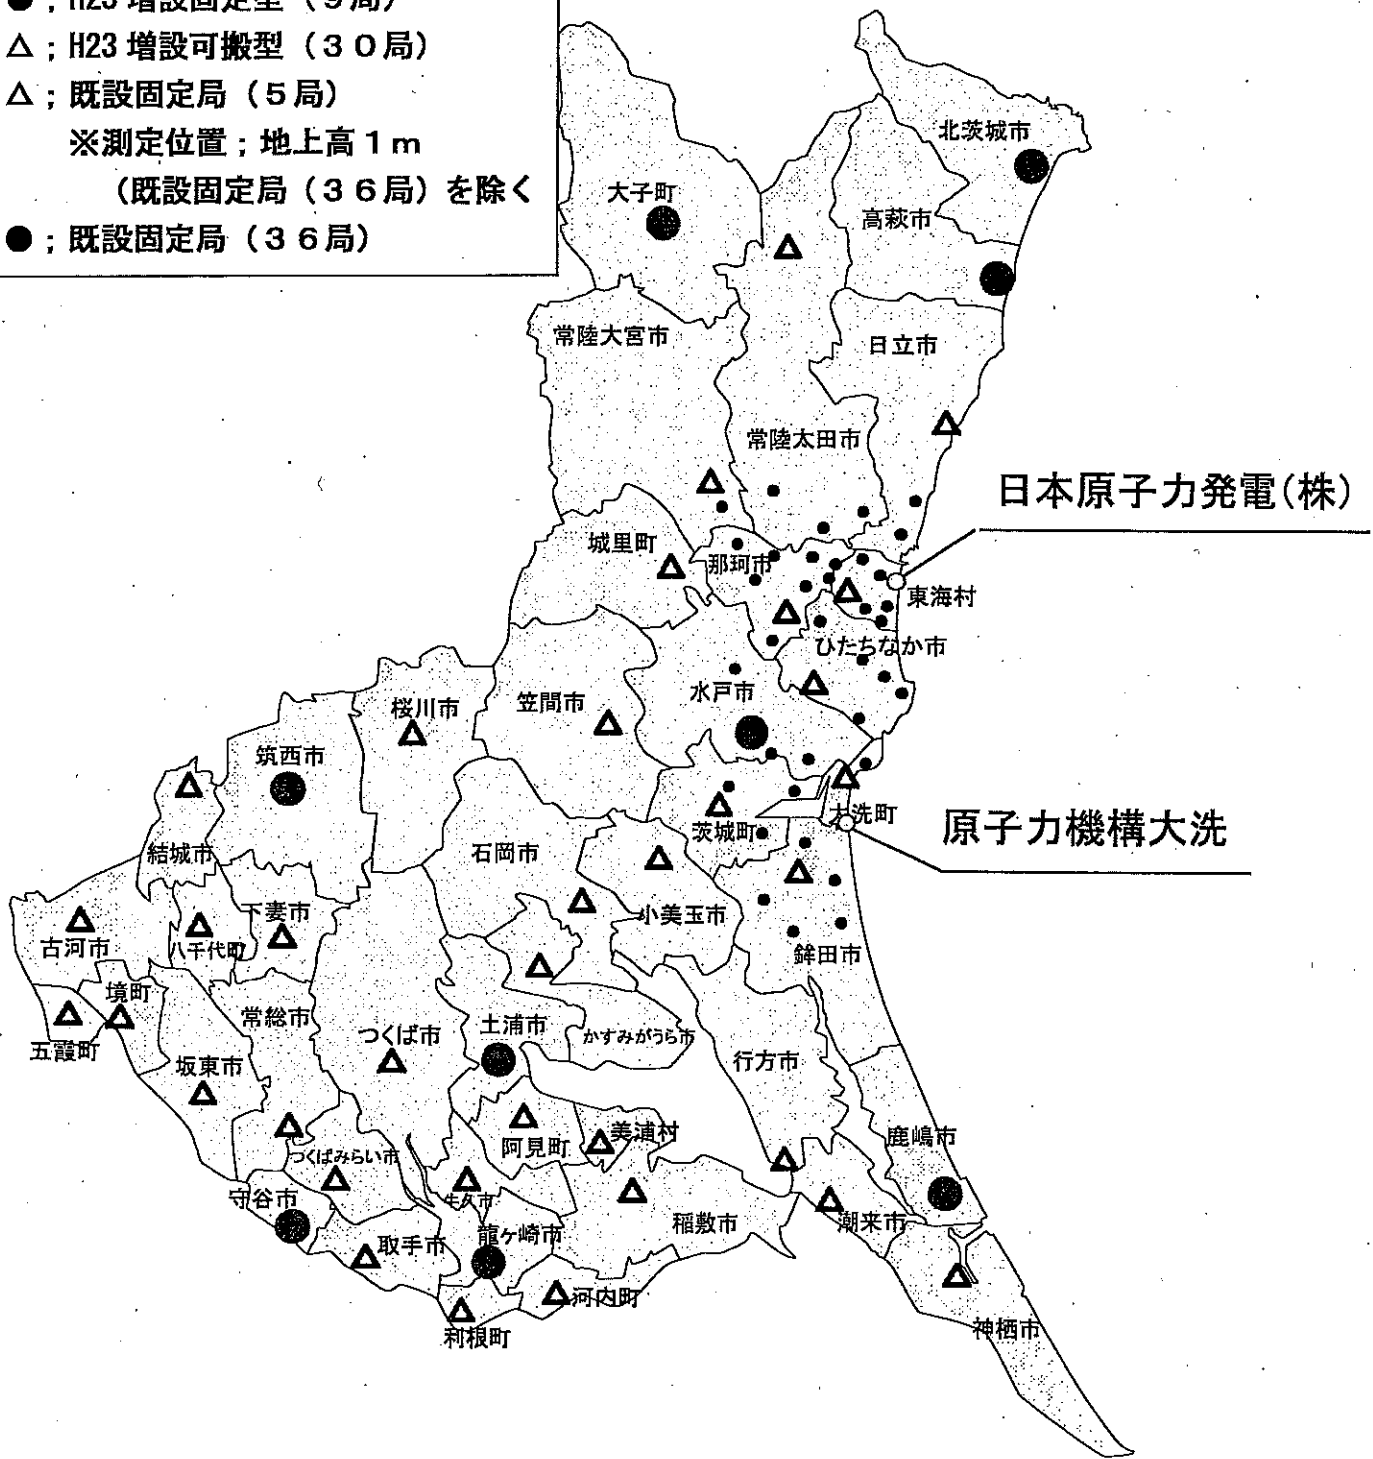 ●；H23 増設固定型（９局）
△；H23 増設可搬型（３０局）
△；既設固定局（５局）
※測定位置；地上高１ｍ
（既設固定局（３６局）を除く
●；既設固定局（３６局）
北茨城市
大子町
高萩市
常陸大宮市
日立市
常陸太田市
日本原子力発電(株)
城里町
那珂市
東海村
ひたちなか市
水戸市
笠間市
桜川市
筑西市
大洗町
茨城町
原子力機構大洗
結城市
石岡市
小美玉市
下妻市
八千代町
古河市
鉾田市
境町
常総市
つくば市
土浦市
かすみがうら市
五霞町
坂東市
行方市
阿見町
美浦村
鹿嶋市
つくばみらい市
守谷市
牛久市
稲敷市
潮来市
取手市
龍ヶ崎市
河内町
利根町
神栖市